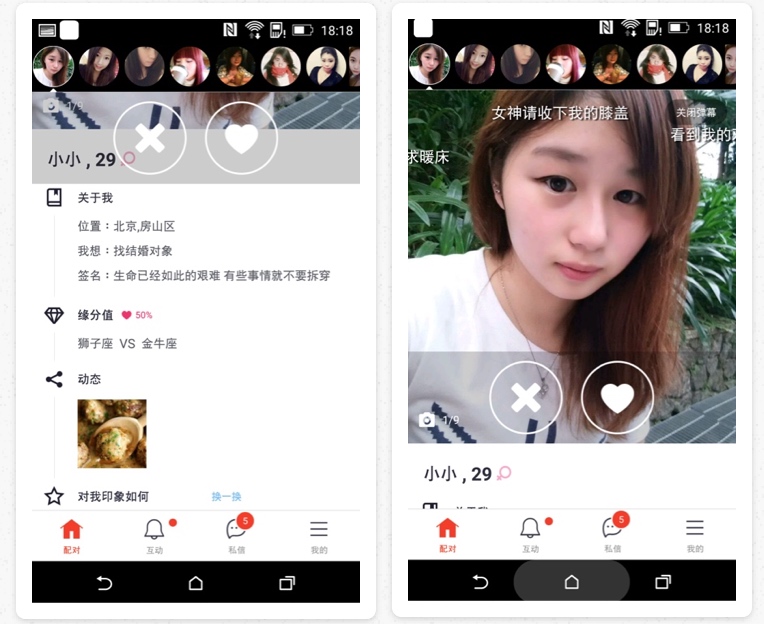 18:18
1/9
小小 , 29
关于我
位置：北京,房山区
我想：找结婚对象
签名：生命已经如此的艰难 有些事情就不要拆穿
缘分值 50%
狮子座 VS 金牛座
动态
对我印象如何 换一换
5
配对 互动 私信 我的
18:18
女神请收下我的膝盖 关闭弹幕
看到我的
求暖床
1/9
小小 , 29
关于我
5
配对 互动 私信 我的